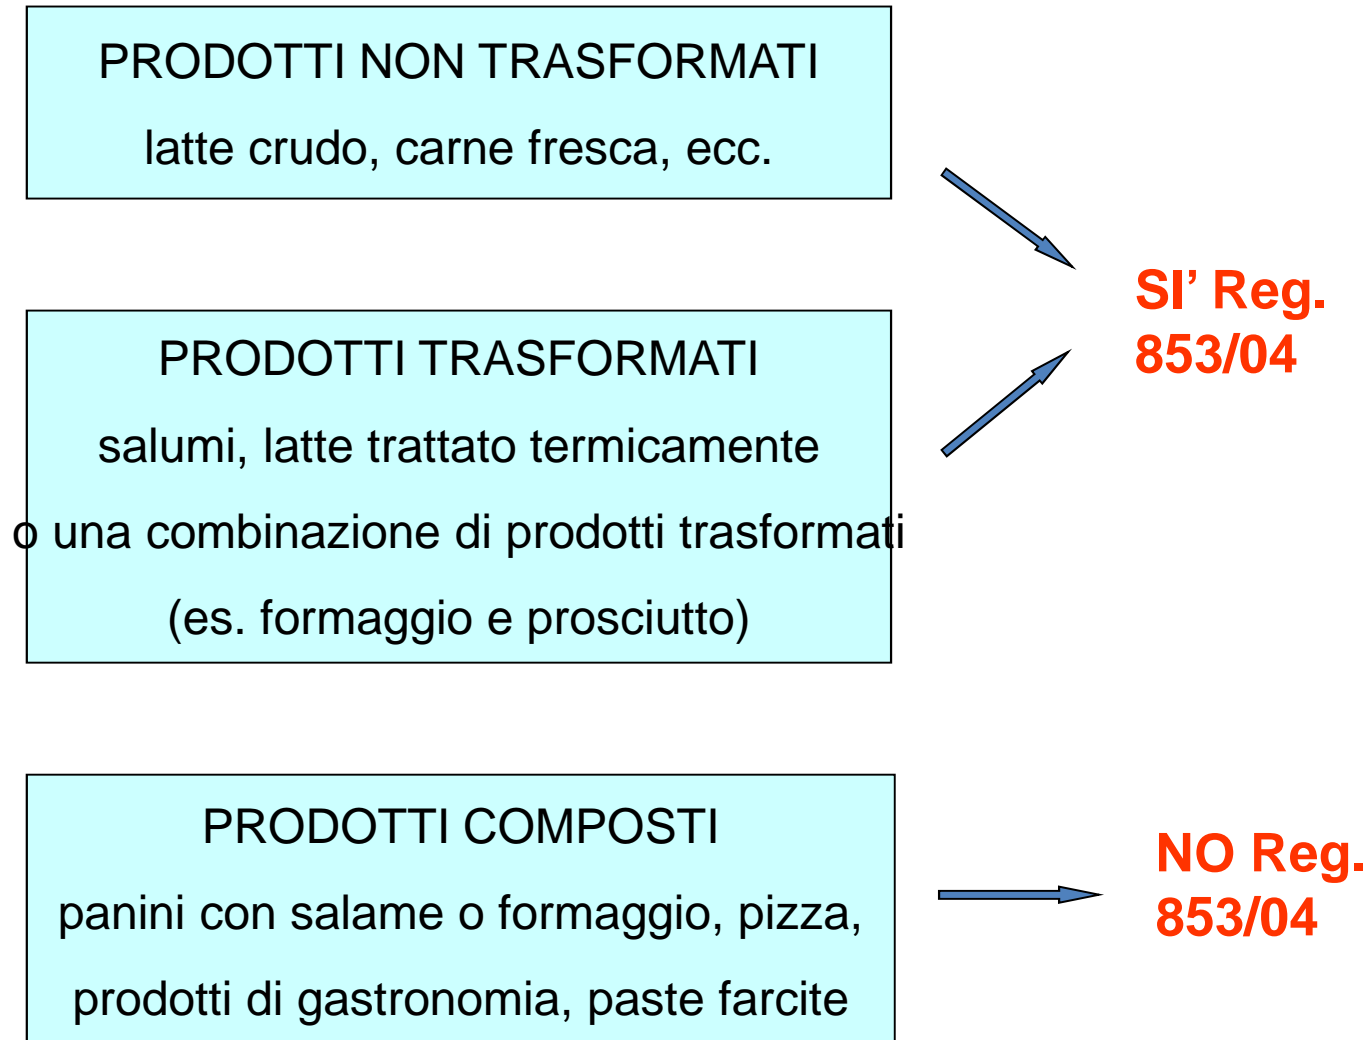 PRODOTTI NON TRASFORMATI
latte crudo, carne fresca, ecc.
SI’ Reg.
853/04
PRODOTTI TRASFORMATI
salumi, latte trattato termicamente
o una combinazione di prodotti trasformati
(es. formaggio e prosciutto)
PRODOTTI COMPOSTI
panini con salame o formaggio, pizza,
prodotti di gastronomia, paste farcite
NO Reg.
853/04